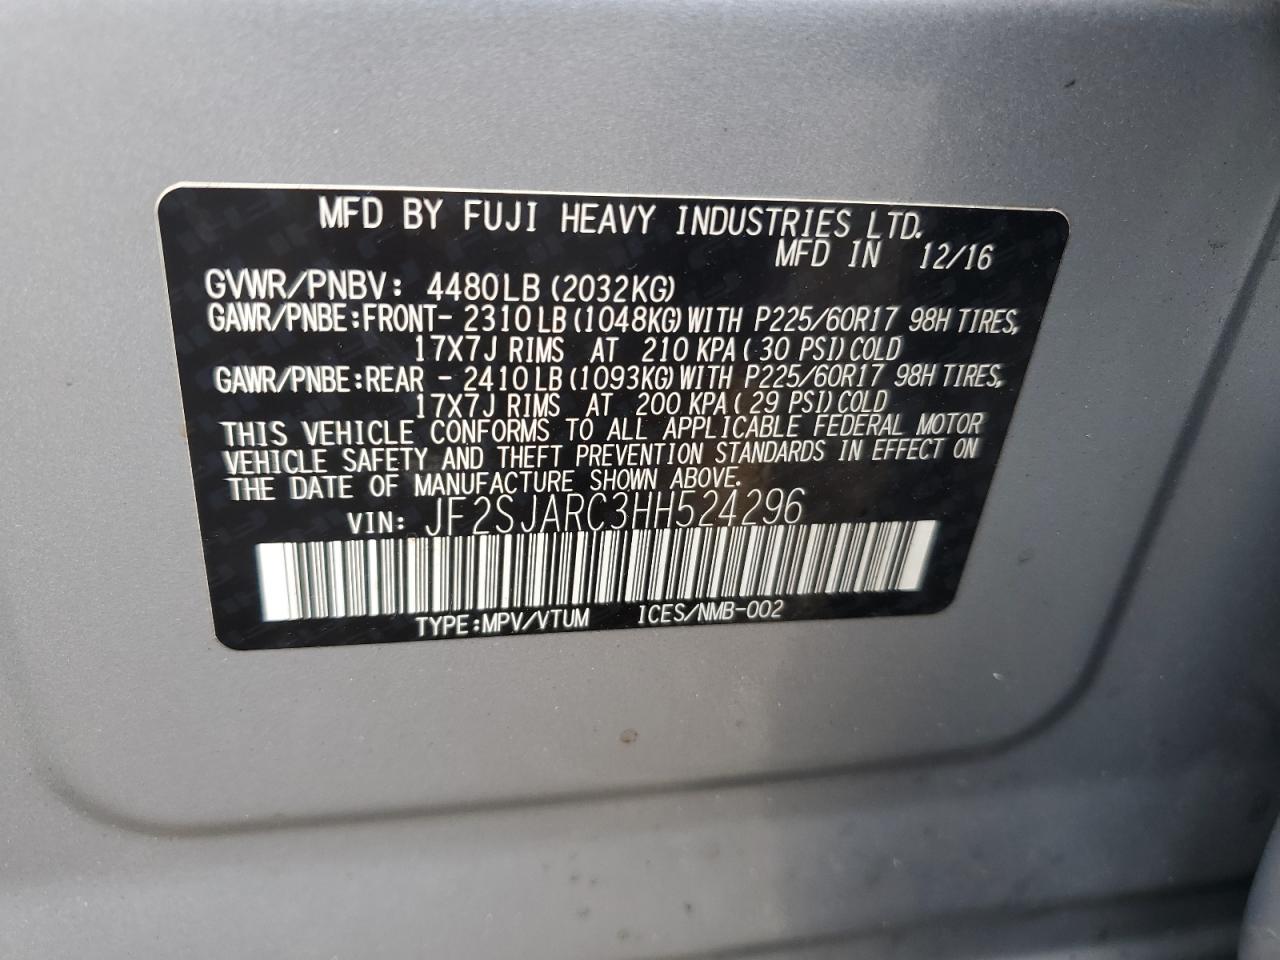 MFD BY FUJI HEAVY INDUSTRIES LTD.
MFD IN 12/16
GVWR/PNBV: 4480LB (2032KG)
GAWR/PNBE:FRONT- 2310LB (1048KG) WITH P225/60R17 98H TIRES,
17X7J RIMS AT 210 KPA ( 30 PSI) COLD
GAWR/PNBE:REAR - 2410LB (1093KG) WITH P225/60R17 98H TIRES,
17X7J RIMS AT 200 KPA ( 29 PSI) COLD
THIS VEHICLE CONFORMS TO ALL APPLICABLE FEDERAL MOTOR
VEHICLE SAFETY AND THEFT PREVENTION STANDARDS IN EFFECT ON
THE DATE OF MANUFACTURE SHOWN ABOVE.
VIN: JF2SJARC3HH524296
TYPE:MPV/VTUM ICES/NMB-002